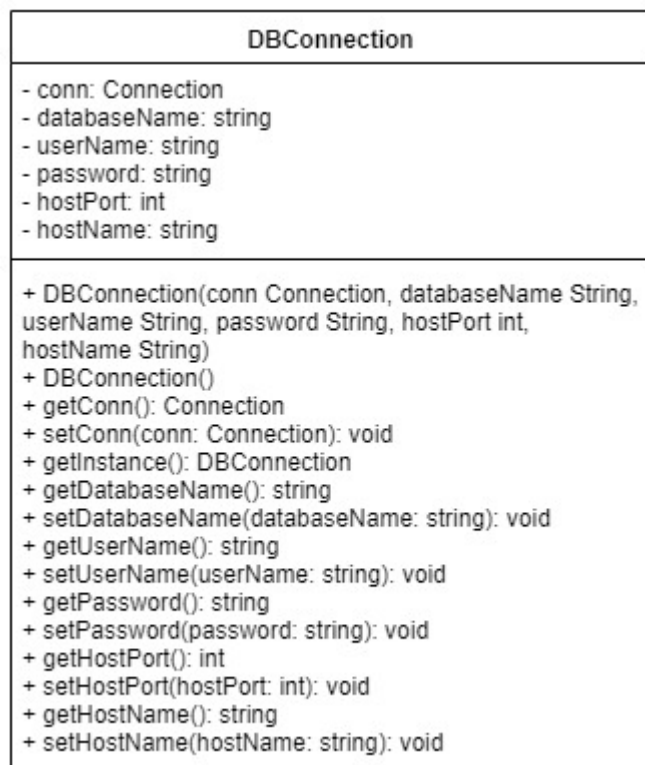 DBConnection
- conn: Connection
- databaseName: string
- userName: string
- password: string
- hostPort: int
- hostName: string
+ DBConnection(conn Connection, databaseName String,
userName String, password String, hostPort int,
hostName String)
+ DBConnection()
+ getConn(): Connection
+ setConn(conn: Connection): void
+ getInstance(): DBConnection
+ getDatabaseName(): string
+ setDatabaseName(databaseName: string): void
+ getUserName(): string
+ setUserName(userName: string): void
+ getPassword(): string
+ setPassword(password: string): void
+ getHostPort(): int
+ setHostPort(hostPort: int): void
+ getHostName(): string
+ setHostName(hostName: string): void